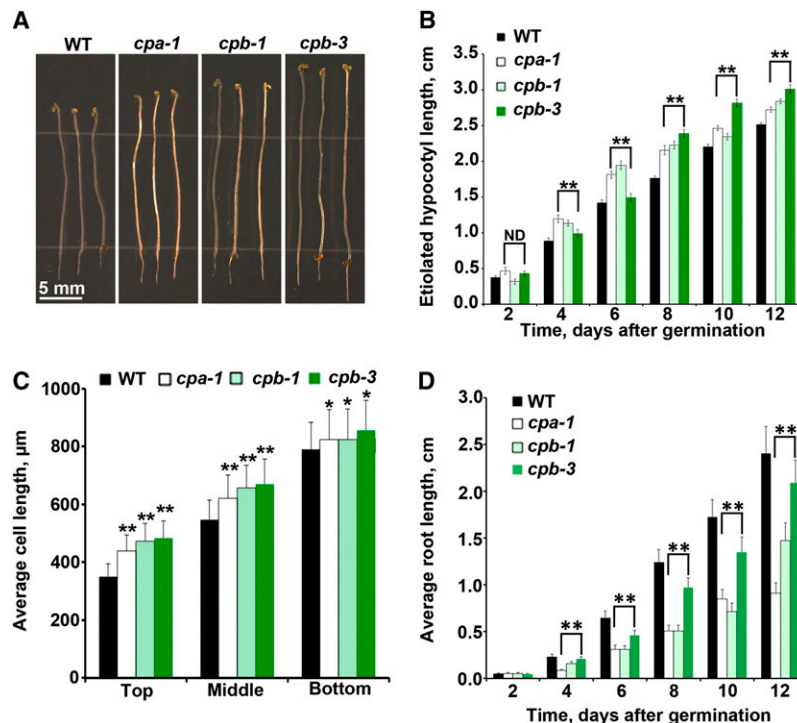 A
WT
cpa-1
cpb-1
cpb-3
5 mm
B
WT
cpa-1
cpb-1
cpb-3
Etiolated hypocotyl length, cm
3.5
3.0
2.5
2.0
1.5
1.0
0.5
0.0
ND
**
**
**
**
**
2 4 6 8 10 12
Time, days after germination
C
WT cpa-1 cpb-1 cpb-3
Average cell length, µm
1000
800
600
400
200
0
** ** **
** ** **
* * *
Top Middle Bottom
D
WT
cpa-1
cpb-1
cpb-3
Average root length, cm
3.0
2.5
2.0
1.5
1.0
0.5
0.0
**
**
**
**
**
2 4 6 8 10 12
Time, days after germination